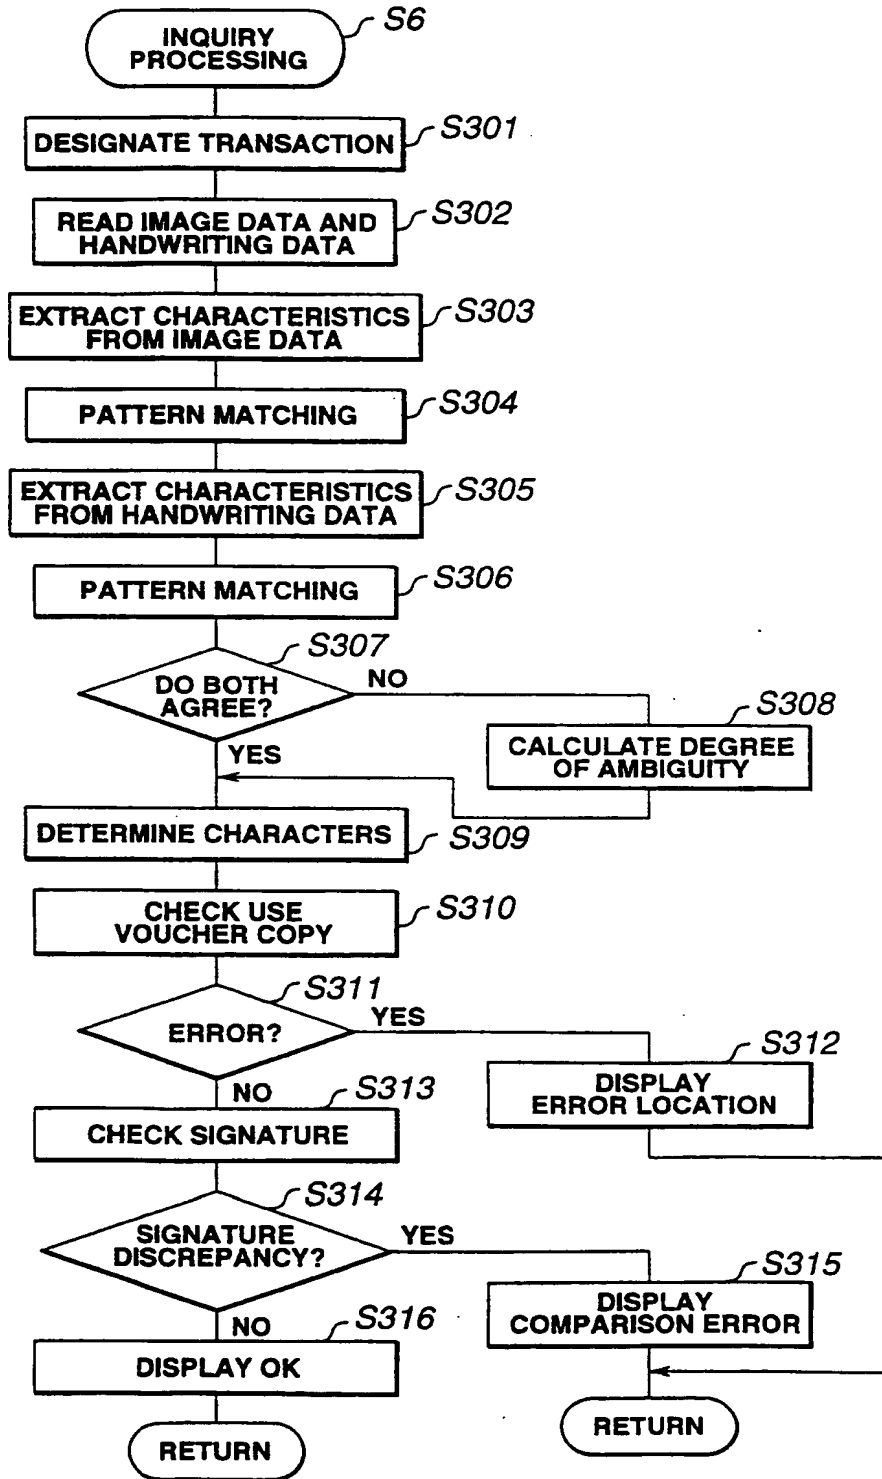 S6
INQUIRY
PROCESSING
S301
DESIGNATE TRANSACTION
S302
READ IMAGE DATA AND
HANDWRITING DATA
S303
EXTRACT CHARACTERISTICS
FROM IMAGE DATA
S304
PATTERN MATCHING
S305
EXTRACT CHARACTERISTICS
FROM HANDWRITING DATA
S306
PATTERN MATCHING
S307
DO BOTH
AGREE?
NO
YES
S308
CALCULATE DEGREE
OF AMBIGUITY
DETERMINE CHARACTERS
S309
CHECK USE
VOUCHER COPY
S310
S311
ERROR?
YES
NO
S312
DISPLAY
ERROR LOCATION
S313
CHECK SIGNATURE
S314
SIGNATURE
DISCREPANCY?
YES
NO
S315
DISPLAY
COMPARISON ERROR
S316
DISPLAY OK
RETURN
RETURN